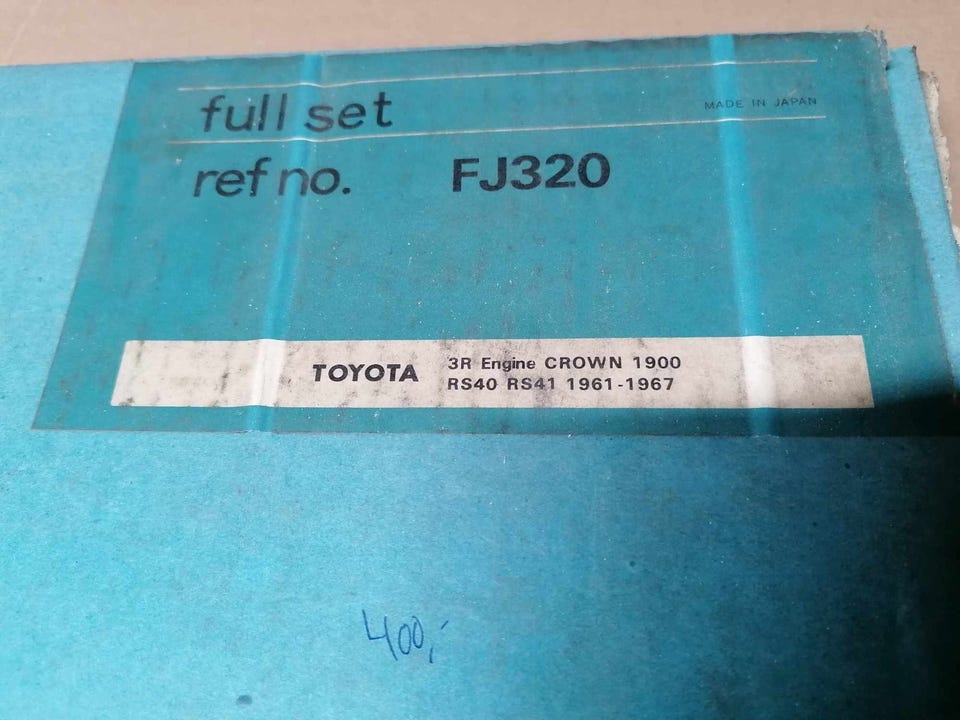 full set
MADE IN JAPAN
ref no. FJ320
TOYOTA
3R Engine CROWN 1900
RS40 RS41 1961-1967
400,-